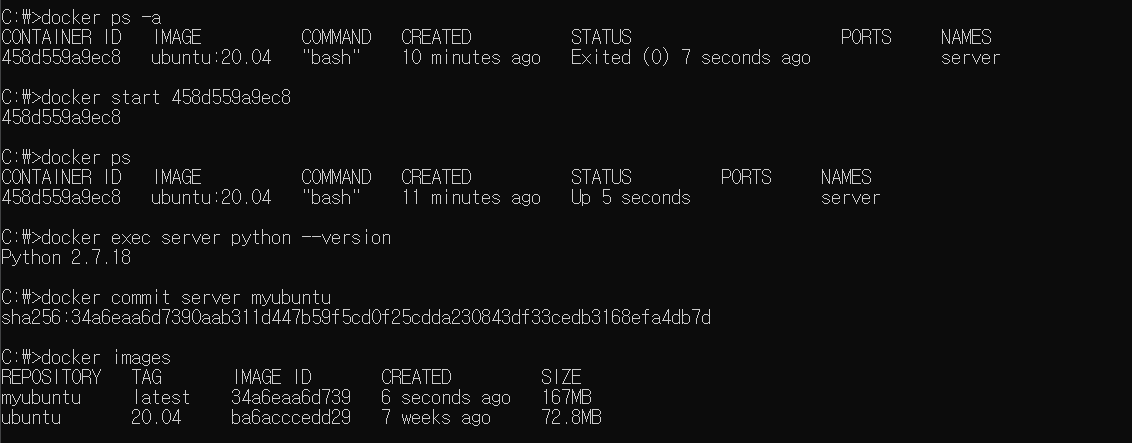 C:\>docker ps -a
CONTAINER ID   IMAGE          COMMAND   CREATED          STATUS                     PORTS     NAMES
458d559a9ec8   ubuntu:20.04   "bash"    10 minutes ago   Exited (0) 7 seconds ago             server
C:\>docker start 458d559a9ec8
458d559a9ec8
C:\>docker ps
CONTAINER ID   IMAGE          COMMAND   CREATED          STATUS         PORTS     NAMES
458d559a9ec8   ubuntu:20.04   "bash"    11 minutes ago   Up 5 seconds             server
C:\>docker exec server python --version
Python 2.7.18
C:\>docker commit server myubuntu
sha256:34a6eaa6d7390aab311d447b59f5cd0f25cdda230843df33cedb3168efa4db7d
C:\>docker images
REPOSITORY   TAG       IMAGE ID       CREATED         SIZE
myubuntu     latest    34a6eaa6d739   6 seconds ago   167MB
ubuntu       20.04     ba6acccedd29   7 weeks ago     72.8MB